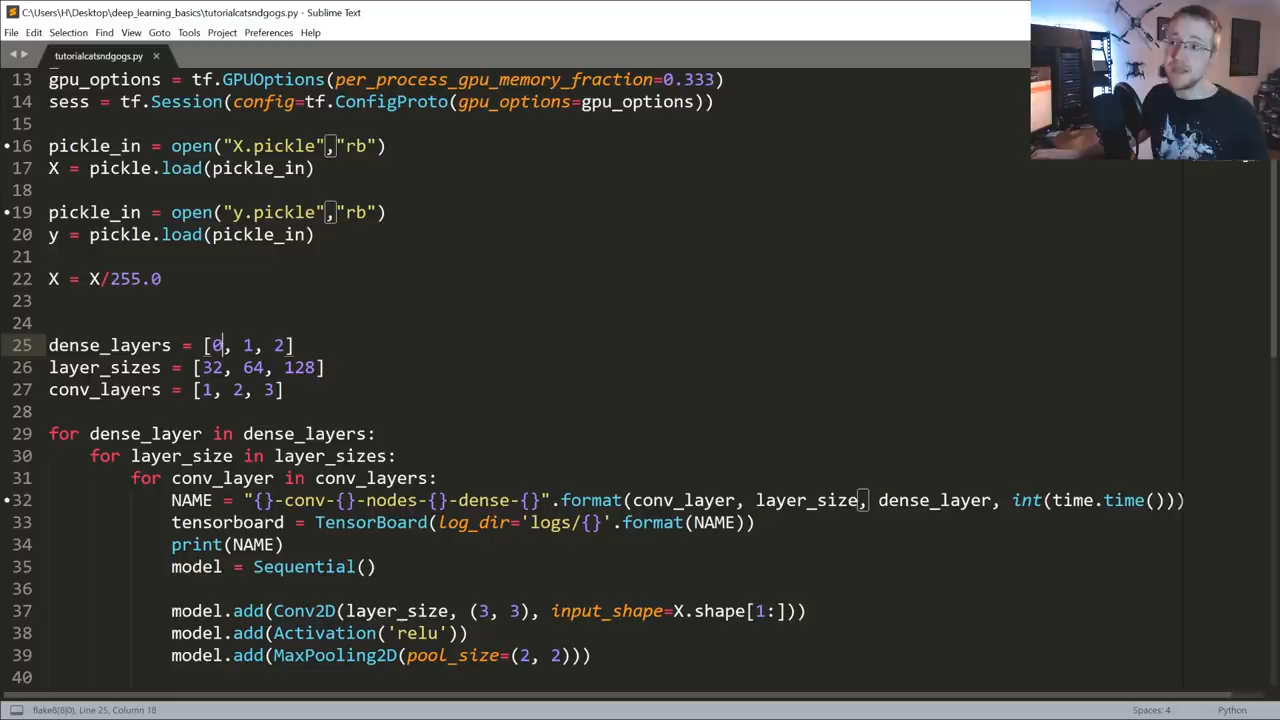 C:\Users\H\Desktop\deep_learning_basics\tutorialcatsndgogs.py - Sublime Text
File Edit Selection Find View Goto Tools Project Preferences Help
tutorialcatsndgogs.py
13 gpu_options = tf.GPUOptions(per_process_gpu_memory_fraction=0.333)
14 sess = tf.Session(config=tf.ConfigProto(gpu_options=gpu_options))
15
16 pickle_in = open("X.pickle","rb")
17 X = pickle.load(pickle_in)
18
19 pickle_in = open("y.pickle","rb")
20 y = pickle.load(pickle_in)
21
22 X = X/255.0
23
24
25 dense_layers = [0, 1, 2]
26 layer_sizes = [32, 64, 128]
27 conv_layers = [1, 2, 3]
28
29 for dense_layer in dense_layers:
30 for layer_size in layer_sizes:
31 for conv_layer in conv_layers:
32 NAME = "{}-conv-{}-nodes-{}-dense-{}".format(conv_layer, layer_size, dense_layer, int(time.time()))
33 tensorboard = TensorBoard(log_dir='logs/{}'.format(NAME))
34 print(NAME)
35 model = Sequential()
36
37 model.add(Conv2D(layer_size, (3, 3), input_shape=X.shape[1:]))
38 model.add(Activation('relu'))
39 model.add(MaxPooling2D(pool_size=(2, 2)))
40
flake8(8|0), Line 25, Column 18
Spaces: 4
Python